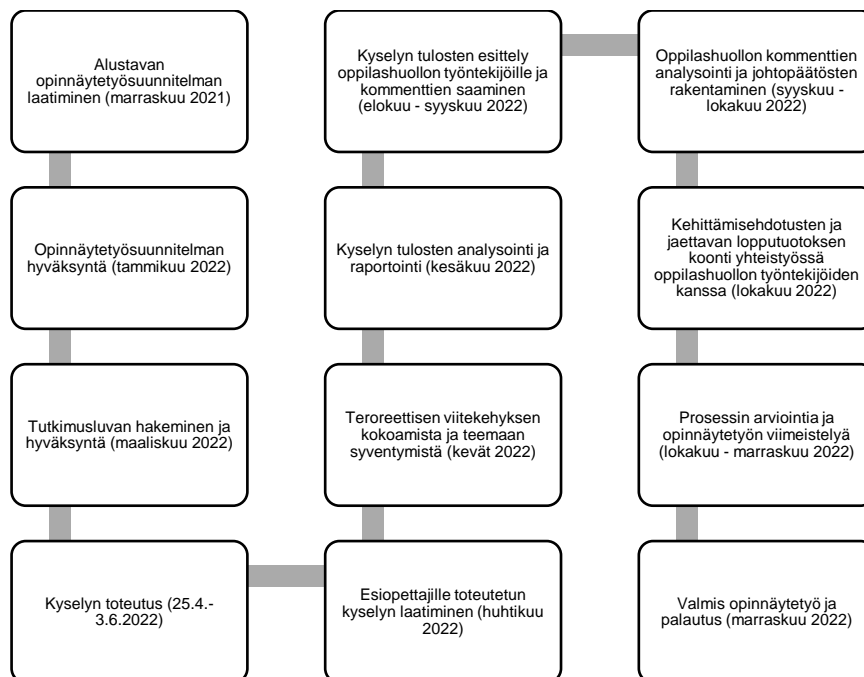 Alustavan
opinnäytetyösuunnitelman
laatiminen (marraskuu 2021)
Opinnäytetyösuunnitelman
hyväksyntä (tammikuu 2022)
Tutkimusluvan hakeminen ja
hyväksyntä (maaliskuu 2022)
Kyselyn toteutus (25.4.-
3.6.2022)
Esiopettajille toteutetun
kyselyn laatiminen (huhtikuu
2022)
Teroreettisen viitekehyksen
kokoamista ja teemaan
syventymistä (kevät 2022)
Kyselyn tulosten analysointi ja
raportointi (kesäkuu 2022)
Kyselyn tulosten esittely
oppilashuollon työntekijöille ja
kommenttien saaminen
(elokuu - syyskuu 2022)
Oppilashuollon kommenttien
analysointi ja johtopäätösten
rakentaminen (syyskuu -
lokakuu 2022)
Kehittämisehdotusten ja
jaettavan lopputuotoksen
koonti yhteistyössä
oppilashuollon työntekijöiden
kanssa (lokakuu 2022)
Prosessin arviointia ja
opinnäytetyön viimeistelyä
(lokakuu - marraskuu 2022)
Valmis opinnäytetyö ja
palautus (marraskuu 2022)